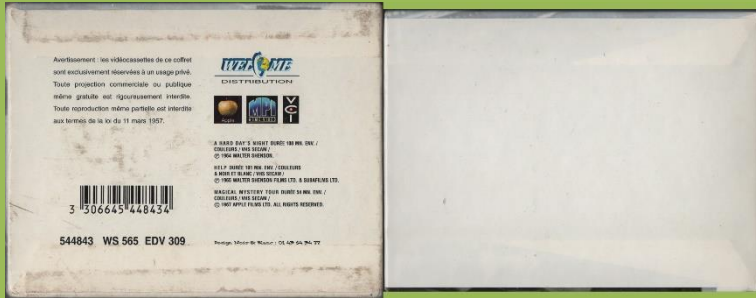 Avertissement : les vidéocassettes de ce coffret
sont exclusivement réservées à un usage privé.
Toute projection commerciale ou publique
même gratuite est rigoureusement interdite.
Toute reproduction même partielle est interdite
aux termes de la loi du 11 mars 1957.
WELCOME
DISTRIBUTION
Apple
MPI
VCI
A HARD DAY'S NIGHT DURÉE 108 MN. ENV. /
COULEURS / VHS SECAM /
© 1964 WALTER SHENSON.
HELP DURÉE 101 MN. ENV. / COULEURS
& NOIR ET BLANC / VHS SECAM /
© 1965 WALTER SHENSON FILMS LTD. & SUBAFILMS LTD.
MAGICAL MYSTERY TOUR DURÉE 54 MN. ENV. /
COULEURS / VHS SECAM /
© 1967 APPLE FILMS LTD. ALL RIGHTS RESERVED.
3 306645 448434
544843 WS 565 EDV 309